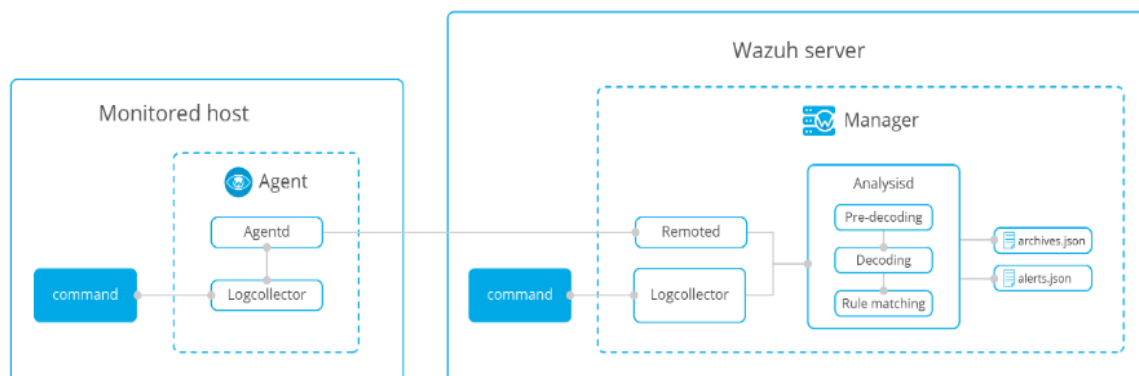 Wazuh server
Monitored host
Manager
Agent
Analysisd
Pre-decoding
Agentd
Remoted
archives.json
Decoding
alerts.json
command
Logcollector
command
Logcollector
Rule matching